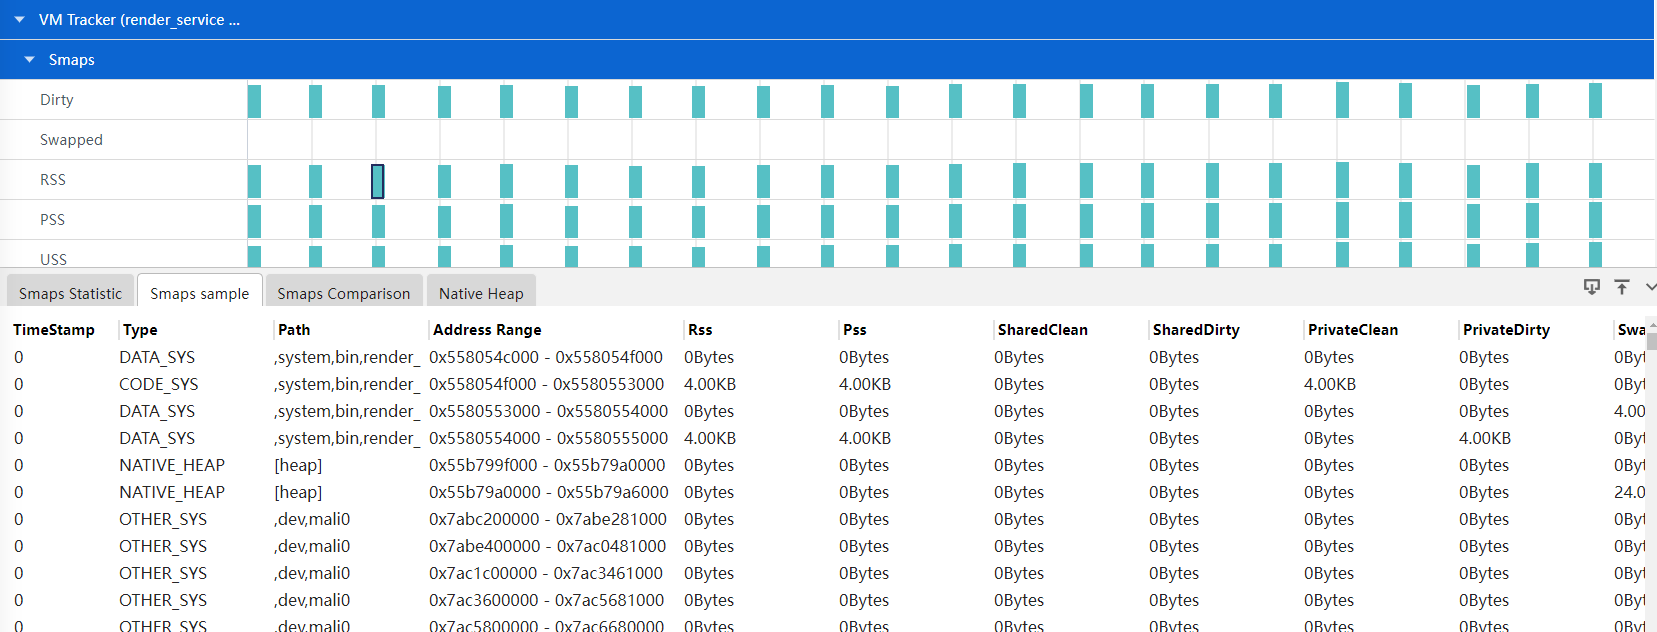 VM Tracker (render_service ...
Smaps
Dirty
Swapped
RSS
PSS
USS
Smaps Statistic Smaps sample Smaps Comparison Native Heap
TimeStamp Type Path Address Range Rss Pss SharedClean SharedDirty PrivateClean PrivateDirty Swa
0 DATA_SYS ,system,bin,render_ 0x558054c000 - 0x558054f000 0Bytes 0Bytes 0Bytes 0Bytes 0Bytes 0Bytes 0Byt
0 CODE_SYS ,system,bin,render_ 0x558054f000 - 0x5580553000 4.00KB 4.00KB 0Bytes 0Bytes 4.00KB 0Bytes 0Byt
0 DATA_SYS ,system,bin,render_ 0x5580553000 - 0x5580554000 0Bytes 0Bytes 0Bytes 0Bytes 0Bytes 0Bytes 4.00
0 DATA_SYS ,system,bin,render_ 0x5580554000 - 0x5580555000 4.00KB 4.00KB 0Bytes 0Bytes 0Bytes 4.00KB 0Byt
0 NATIVE_HEAP [heap] 0x55b799f000 - 0x55b79a0000 0Bytes 0Bytes 0Bytes 0Bytes 0Bytes 0Bytes 0Byt
0 NATIVE_HEAP [heap] 0x55b79a0000 - 0x55b79a6000 0Bytes 0Bytes 0Bytes 0Bytes 0Bytes 0Bytes 24.0
0 OTHER_SYS ,dev,mali0 0x7abc200000 - 0x7abe281000 0Bytes 0Bytes 0Bytes 0Bytes 0Bytes 0Bytes 0Byt
0 OTHER_SYS ,dev,mali0 0x7abe400000 - 0x7ac0481000 0Bytes 0Bytes 0Bytes 0Bytes 0Bytes 0Bytes 0Byt
0 OTHER_SYS ,dev,mali0 0x7ac1c00000 - 0x7ac3461000 0Bytes 0Bytes 0Bytes 0Bytes 0Bytes 0Bytes 0Byt
0 OTHER_SYS ,dev,mali0 0x7ac3600000 - 0x7ac5681000 0Bytes 0Bytes 0Bytes 0Bytes 0Bytes 0Bytes 0Byt
0 OTHER_SYS ,dev,mali0 0x7ac5800000 - 0x7ac6680000 0Bytes 0Bytes 0Bytes 0Bytes 0Bytes 0Bytes 0Byt